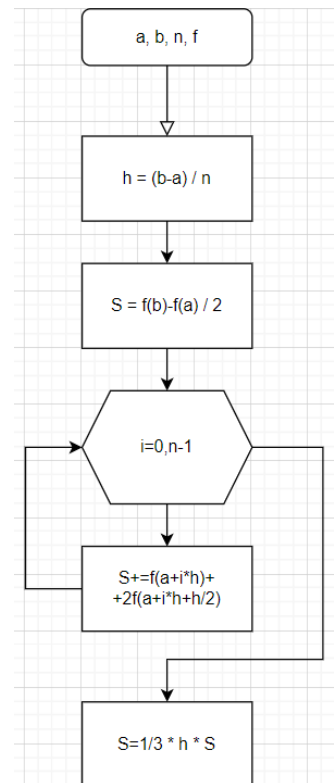 a, b, n, f
h = (b-a) / n
S = f(b)-f(a) / 2
i=0,n-1
S+=f(a+i*h)+
+2f(a+i*h+h/2)
S=1/3 * h * S